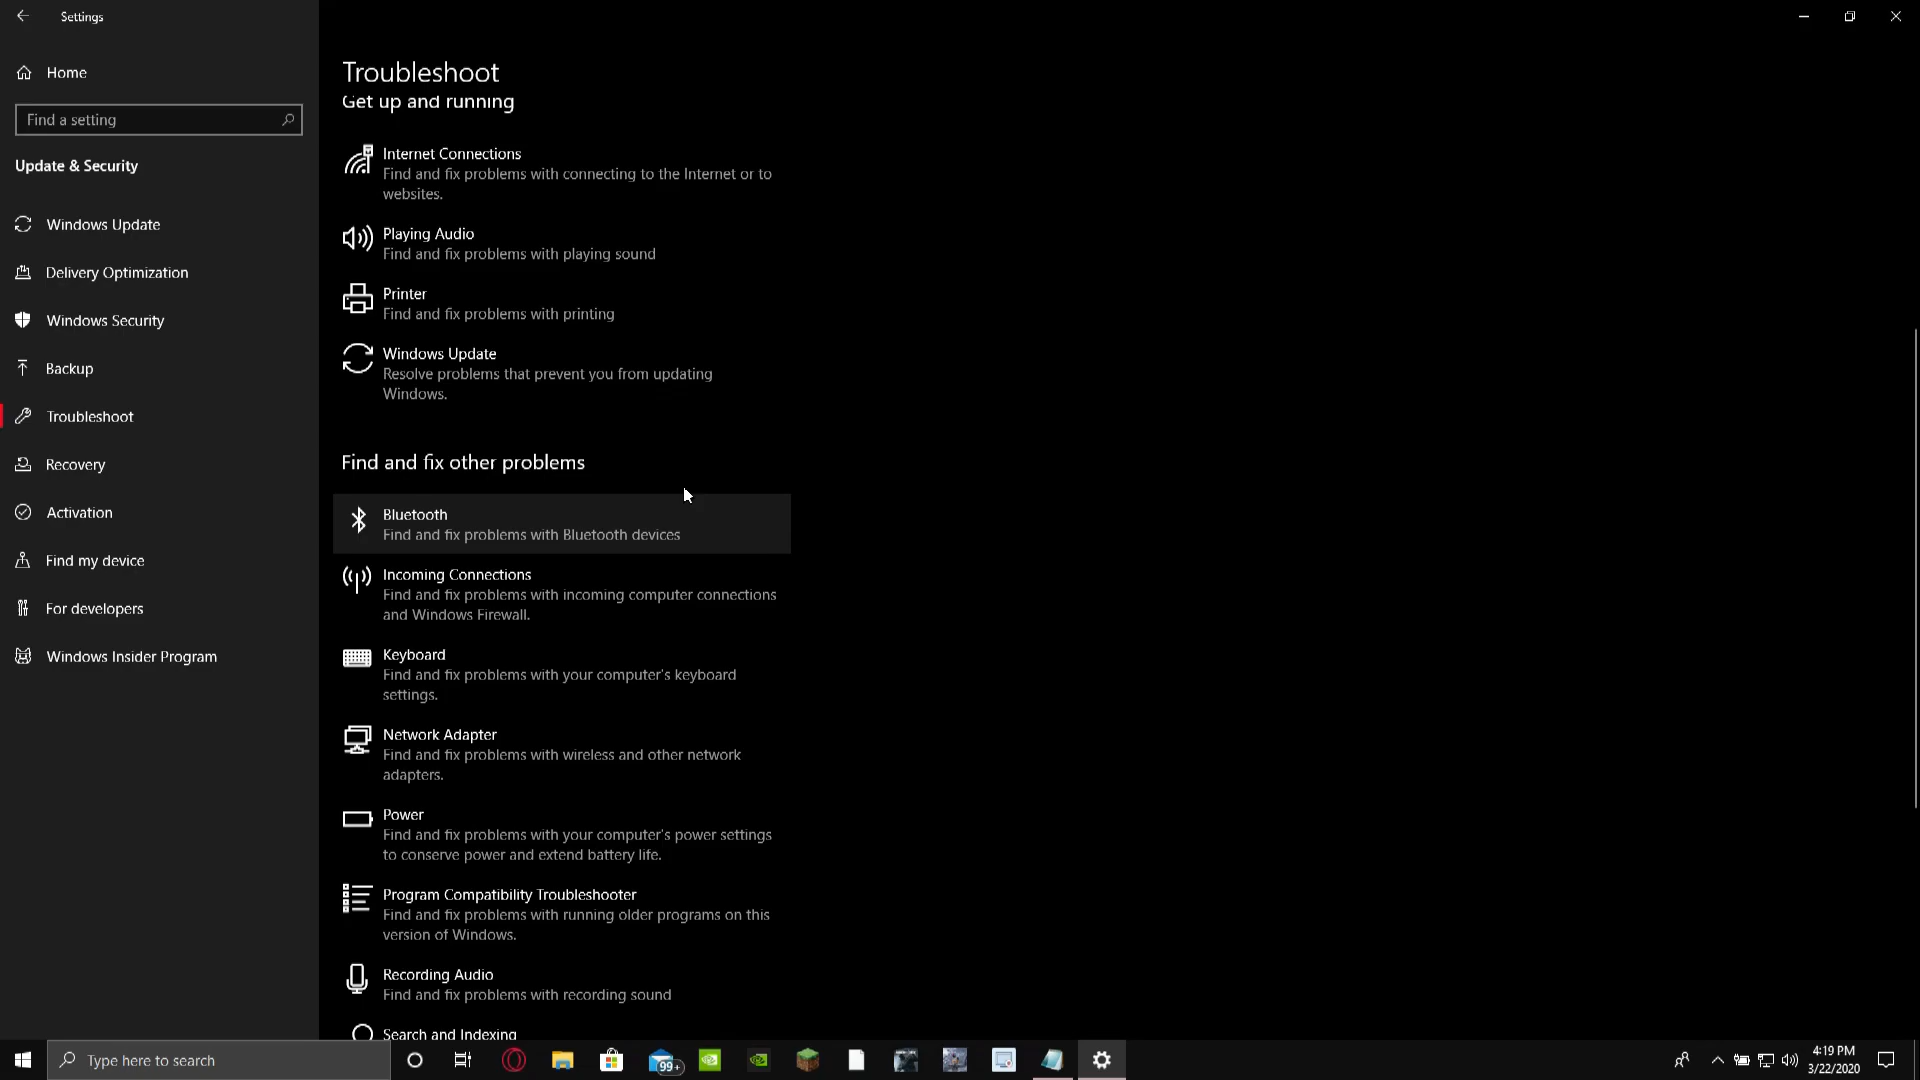 Settings
Home
Find a setting
Update & Security
Windows Update
Delivery Optimization
Windows Security
Backup
Troubleshoot
Recovery
Activation
Find my device
For developers
Windows Insider Program
Troubleshoot
Get up and running
Internet Connections
Find and fix problems with connecting to the Internet or to
websites.
Playing Audio
Find and fix problems with playing sound
Printer
Find and fix problems with printing
Windows Update
Resolve problems that prevent you from updating
Windows.
Find and fix other problems
Bluetooth
Find and fix problems with Bluetooth devices
Incoming Connections
Find and fix problems with incoming computer connections
and Windows Firewall.
Keyboard
Find and fix problems with your computer's keyboard
settings.
Network Adapter
Find and fix problems with wireless and other network
adapters.
Power
Find and fix problems with your computer's power settings
to conserve power and extend battery life.
Program Compatibility Troubleshooter
Find and fix problems with running older programs on this
version of Windows.
Recording Audio
Find and fix problems with recording sound
Search and Indexing
Type here to search
99+
4:19 PM
3/22/2020